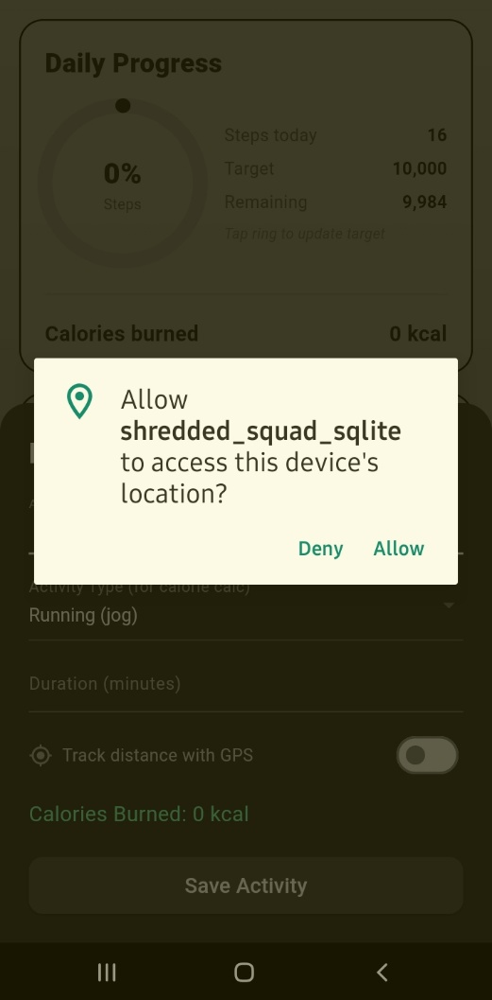 Daily Progress
0%
Steps
Steps today 16
Target 10,000
Remaining 9,984
Tap ring to update target
Calories burned 0 kcal
Allow
shredded_squad_sqlite
to access this device's
location?
Deny Allow
Activity Type (for calorie calc)
Running (jog)
Duration (minutes)
Track distance with GPS
Calories Burned: 0 kcal
Save Activity